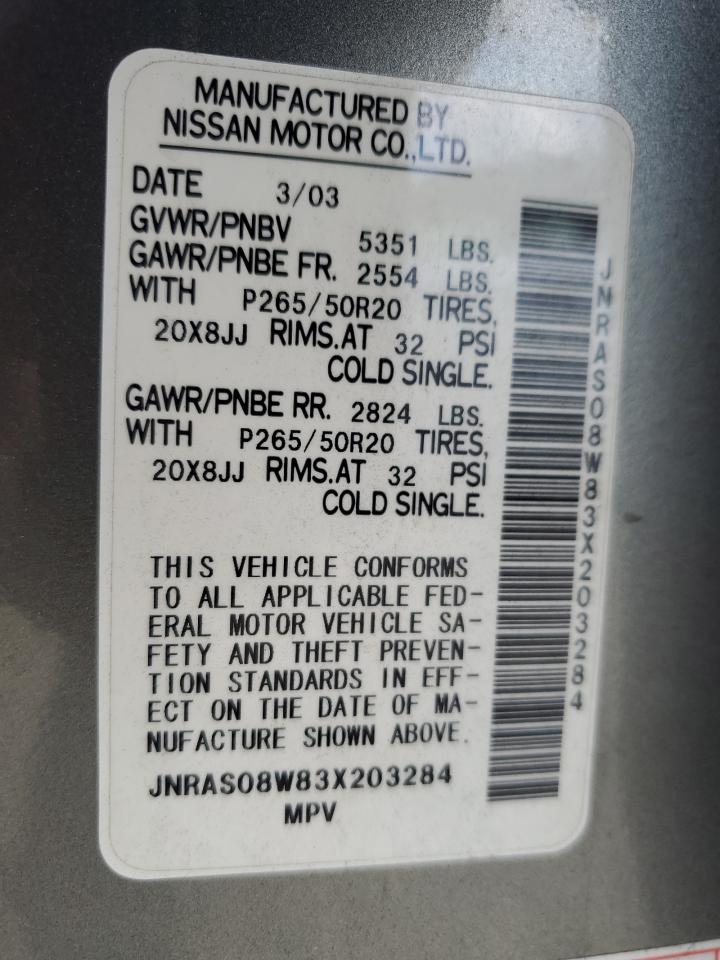 MANUFACTURED BY
NISSAN MOTOR CO.,LTD.
DATE 3/03
GVWR/PNBV 5351 LBS.
GAWR/PNBE FR. 2554 LBS.
WITH P265/50R20 TIRES,
20X8JJ RIMS.AT 32 PSI
COLD SINGLE.
GAWR/PNBE RR. 2824 LBS.
WITH P265/50R20 TIRES,
20X8JJ RIMS.AT 32 PSI
COLD SINGLE.
THIS VEHICLE CONFORMS
TO ALL APPLICABLE FED-
ERAL MOTOR VEHICLE SA-
FETY AND THEFT PREVEN-
TION STANDARDS IN EFF-
ECT ON THE DATE OF MA-
NUFACTURE SHOWN ABOVE.
JNRAS08W83X203284
MPV
JNRAS08W83X203284